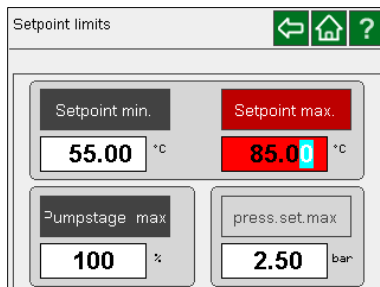 Setpoint limits
?
Setpoint min. Setpoint max.
55.00 °C 85.00 °C
Pumpstage max press.set.max
100 % 2.50 bar